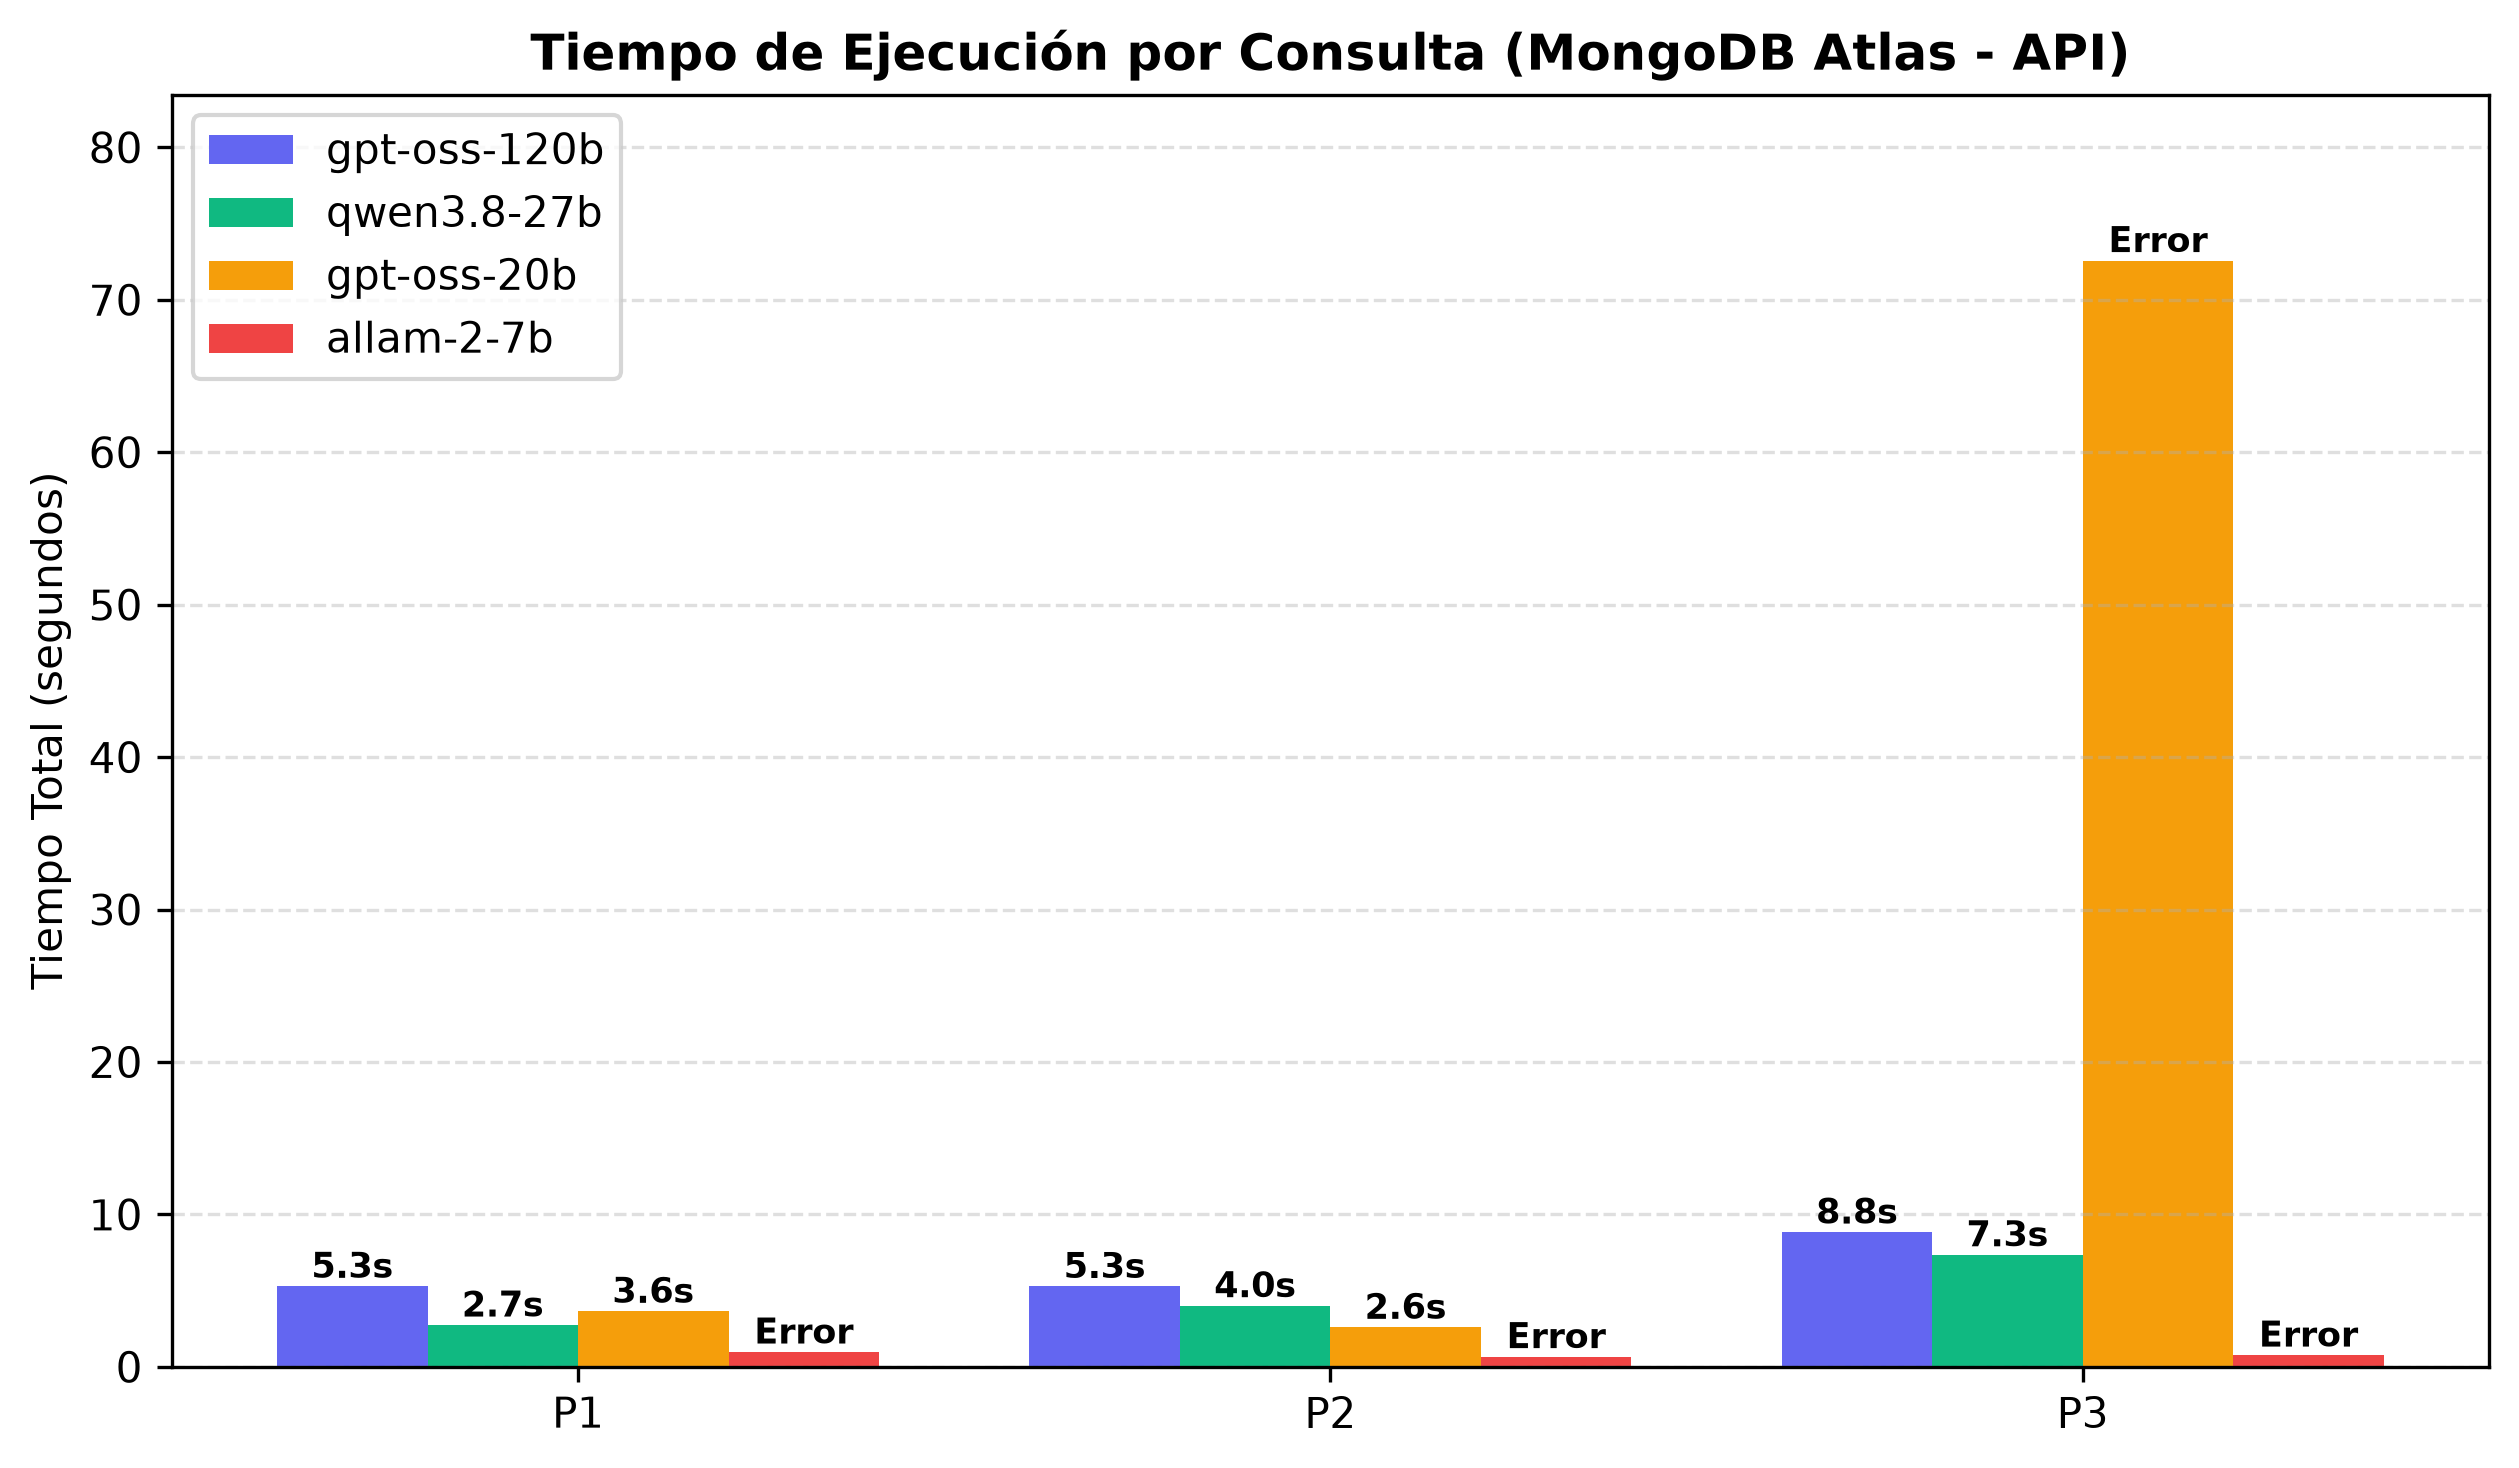 Tiempo de Ejecución por Consulta (MongoDB Atlas - API)
gpt-oss-120b
qwen3.8-27b
gpt-oss-20b
allam-2-7b
Tiempo Total (segundos)
80
70
60
50
40
30
20
10
0
5.3s
2.7s
3.6s
Error
5.3s
4.0s
2.6s
Error
8.8s
7.3s
Error
Error
P1
P2
P3